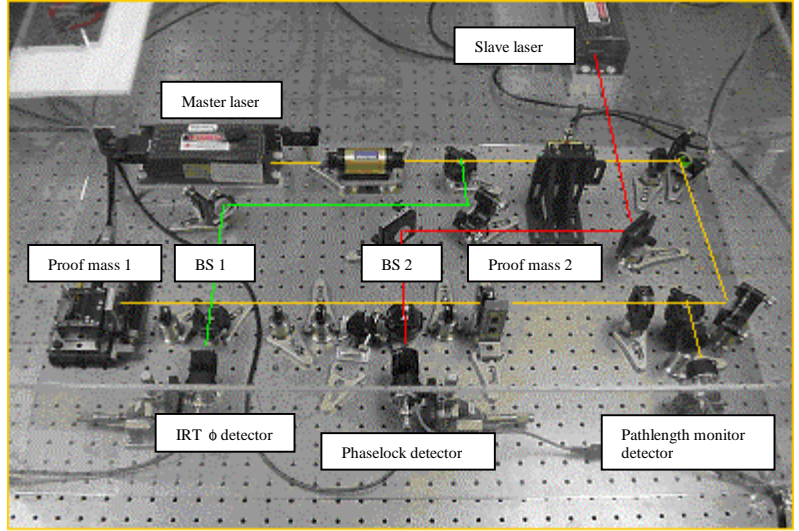 Slave laser
Master laser
Proof mass 1
BS 1
BS 2
Proof mass 2
IRT ϕ detector
Phaselock detector
Pathlength monitor
detector